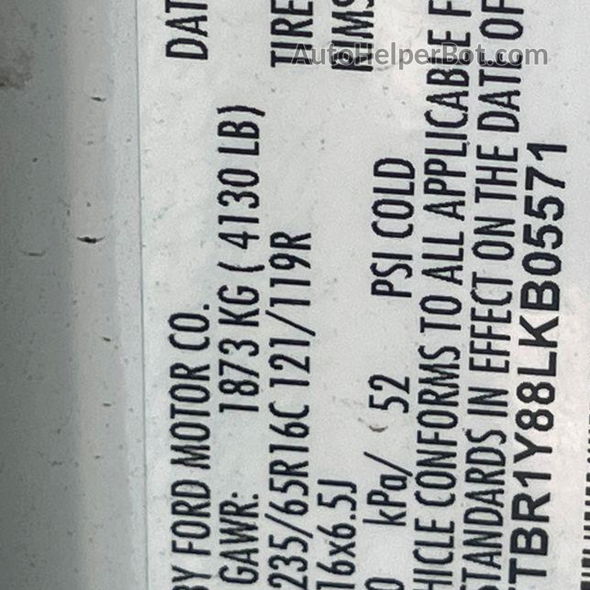 AutoHelperBot.com
BY FORD MOTOR CO. DAT
GAWR: 1873 KG ( 4130 LB) TIRE
235/65R16C 121/119R RIMS
16x6.5J
0 kPa/ 52 PSI COLD
HICLE CONFORMS TO ALL APPLICABLE F
STANDARDS IN EFFECT ON THE DATE OF
TBR1Y88LKB05571